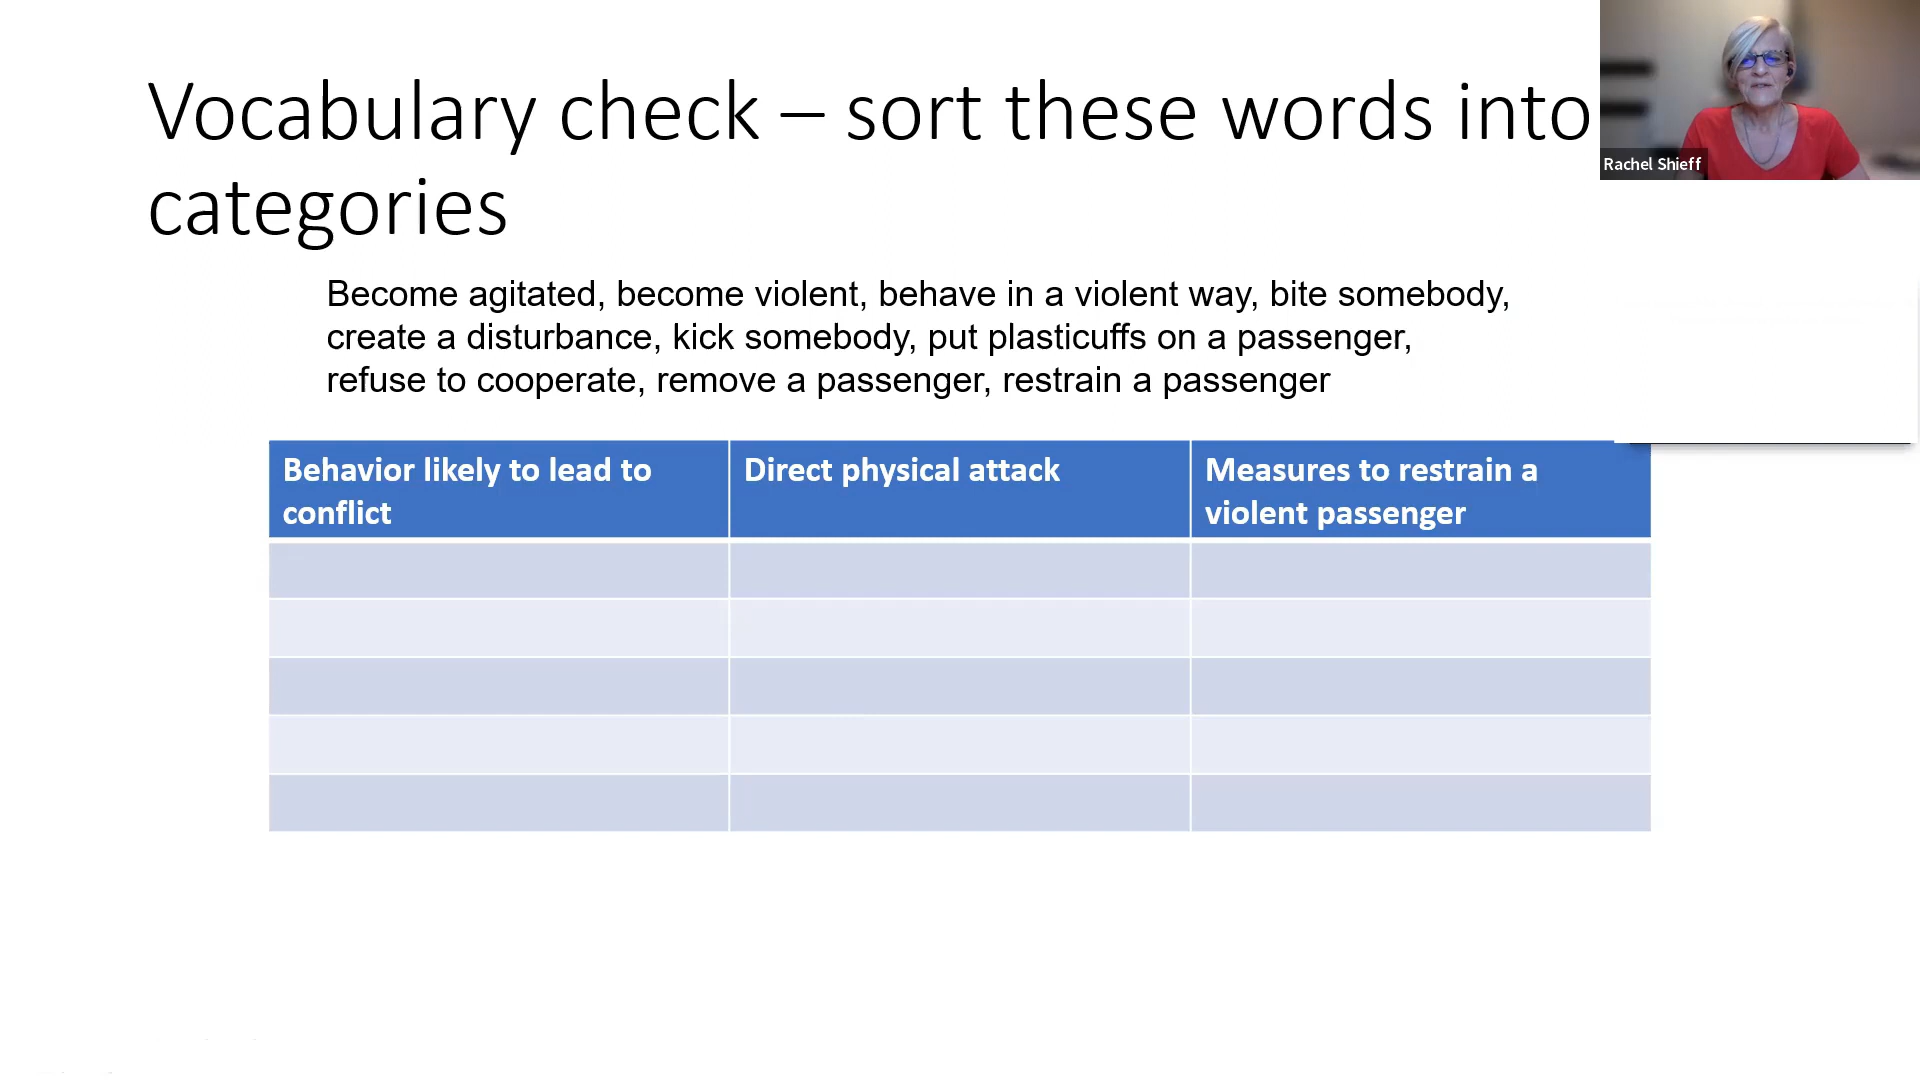 Vocabulary check – sort these words into
categories
Rachel Shieff
Become agitated, become violent, behave in a violent way, bite somebody,
create a disturbance, kick somebody, put plasticuffs on a passenger,
refuse to cooperate, remove a passenger, restrain a passenger
Behavior likely to lead to
conflict
Direct physical attack
Measures to restrain a
violent passenger